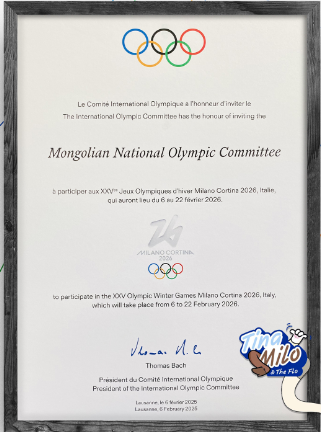 Le Comité International Olympique a l'honneur d'inviter le
The International Olympic Committee has the honour of inviting the
Mongolian National Olympic Committee
à participer aux XXVes Jeux Olympiques d'hiver Milano Cortina 2026, Italie,
qui auront lieu du 6 au 22 février 2026.
MILANO CORTINA
2026
to participate in the XXV Olympic Winter Games Milano Cortina 2026, Italy,
which will take place from 6 to 22 February 2026.
Thomas Bach
Président du Comité International Olympique
President of the International Olympic Committee
Lausanne, le 6 février 2025
Lausanne, 6 February 2025
Tina
Milo
& The Flo